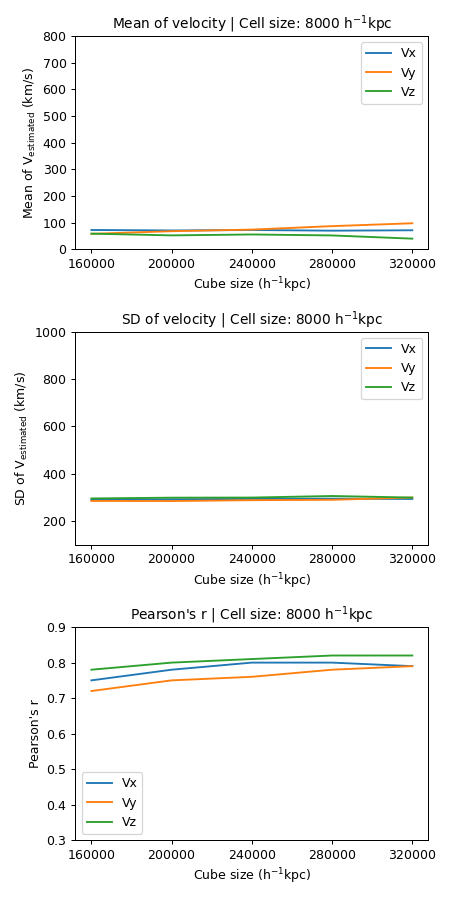 Mean of velocity | Cell size: 8000 h⁻¹kpc
800
700
600
500
400
300
200
100
0
Mean of V_estimated (km/s)
Vx
Vy
Vz
160000 200000 240000 280000 320000
Cube size (h⁻¹kpc)
SD of velocity | Cell size: 8000 h⁻¹kpc
1000
800
600
400
200
SD of V_estimated (km/s)
Vx
Vy
Vz
160000 200000 240000 280000 320000
Cube size (h⁻¹kpc)
Pearson's r | Cell size: 8000 h⁻¹kpc
0.9
0.8
0.7
0.6
0.5
0.4
0.3
Pearson's r
Vx
Vy
Vz
160000 200000 240000 280000 320000
Cube size (h⁻¹kpc)